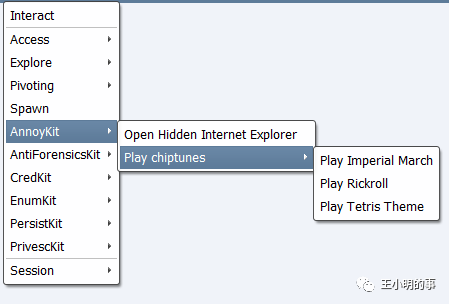 Interact
Access
Explore
Pivoting
Spawn
AnnoyKit
AntiForensicsKit
CredKit
EnumKit
PersistKit
PrivescKit
Session
Open Hidden Internet Explorer
Play chiptunes
Play Imperial March
Play Rickroll
Play Tetris Theme
王小明的事